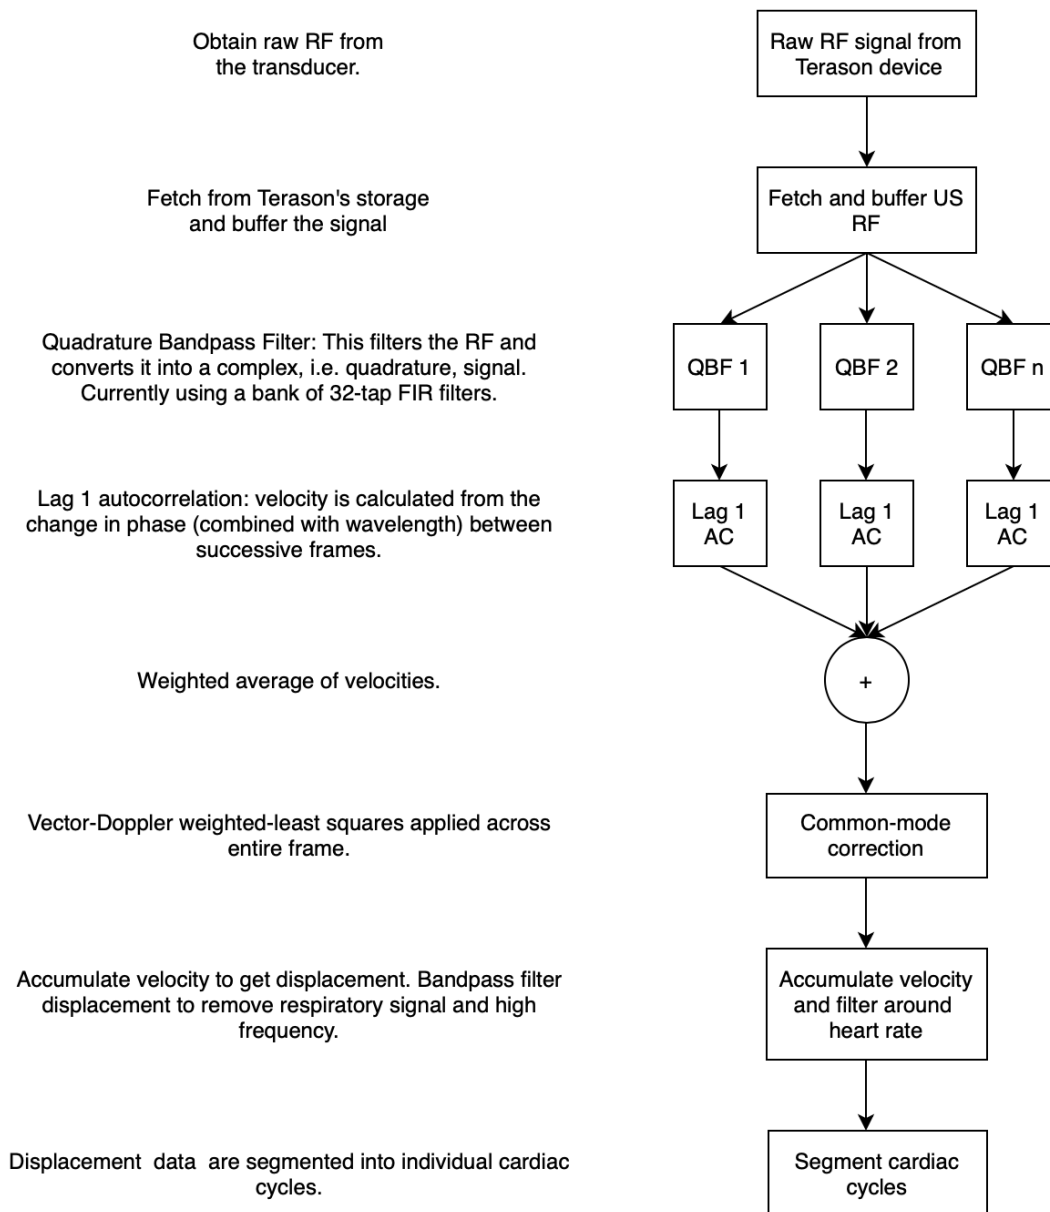 Obtain raw RF from
the transducer.
Raw RF signal from
Terason device
Fetch from Terason's storage
and buffer the signal
Fetch and buffer US
RF
Quadrature Bandpass Filter: This filters the RF and
converts it into a complex, i.e. quadrature, signal.
Currently using a bank of 32-tap FIR filters.
QBF 1
QBF 2
QBF n
Lag 1 autocorrelation: velocity is calculated from the
change in phase (combined with wavelength) between
successive frames.
Lag 1
AC
Lag 1
AC
Lag 1
AC
Weighted average of velocities.
+
Vector-Doppler weighted-least squares applied across
entire frame.
Common-mode
correction
Accumulate velocity to get displacement. Bandpass filter
displacement to remove respiratory signal and high
frequency.
Accumulate velocity
and filter around
heart rate
Displacement  data  are segmented into individual cardiac
cycles.
Segment cardiac
cycles